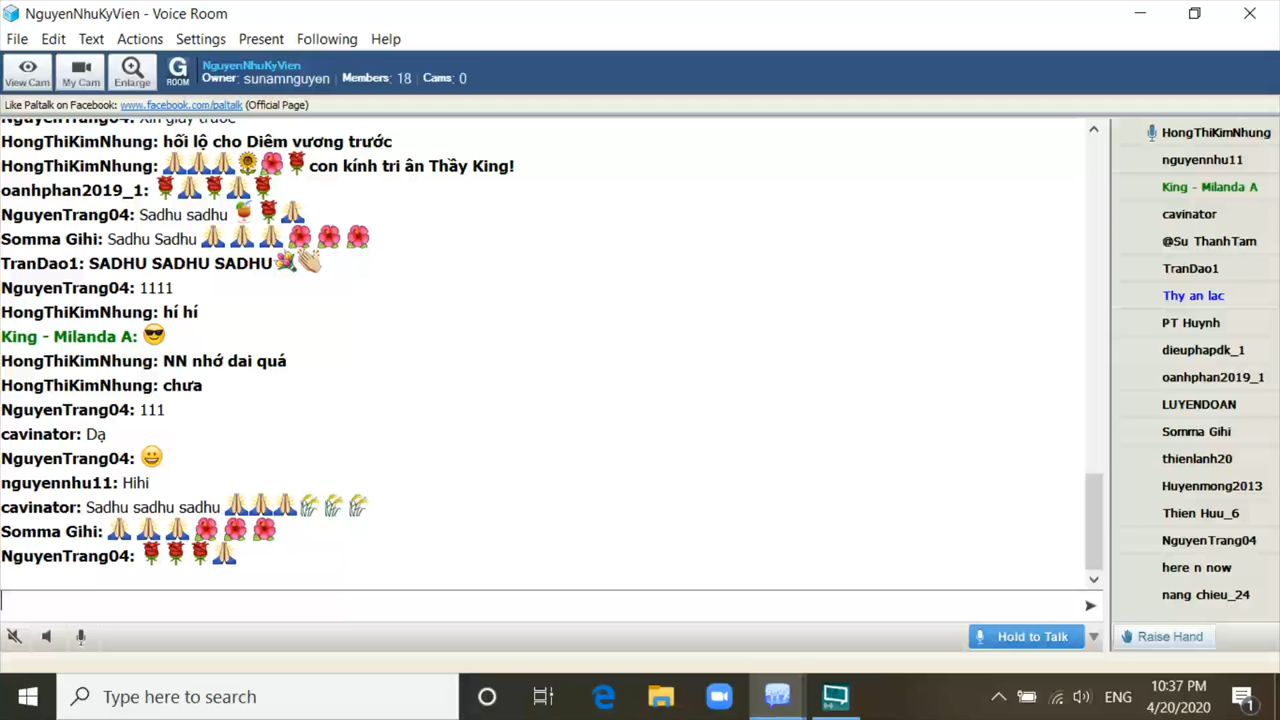 NguyenNhuKyVien - Voice Room
File Edit Text Actions Settings Present Following Help
View Cam My Cam Enlarge G ROOM NguyenNhuKyVien
Owner: sunamnguyen Members: 18 Cams: 0
Like Paltalk on Facebook: www.facebook.com/paltalk (Official Page)
NguyenTrang04: Xin giấy trước
HongThiKimNhung: hối lộ cho Diêm vương trước
HongThiKimNhung: 🙏🙏🙏🌻🌺🌹con kính tri ân Thầy King!
oanhphan2019_1: 🌹🙏🌹🙏🌹
NguyenTrang04: Sadhu sadhu 🍹🌹🙏
Somma Gihi: Sadhu Sadhu 🙏🙏🙏🌺🌺🌺
TranDao1: SADHU SADHU SADHU💐👏
NguyenTrang04: 1111
HongThiKimNhung: hí hí
King - Milanda A: 😎
HongThiKimNhung: NN nhớ dai quá
HongThiKimNhung: chưa
NguyenTrang04: 111
cavinator: Dạ
NguyenTrang04: 😀
nguyennhu11: Hihi
cavinator: Sadhu sadhu sadhu 🙏🙏🙏🌾🌾🌾
Somma Gihi: 🙏🙏🙏🌺🌺🌺
NguyenTrang04: 🌹🌹🌹🙏
HongThiKimNhung
nguyennhu11
King - Milanda A
cavinator
@Su ThanhTam
TranDao1
Thy an lac
PT Huynh
dieuphapdk_1
oanhphan2019_1
LUYENDOAN
Somma Gihi
thienlanh20
Huyenmong2013
Thien Huu_6
NguyenTrang04
here n now
nang chieu_24
Hold to Talk
Raise Hand
Type here to search
ENG
10:37 PM
4/20/2020
1